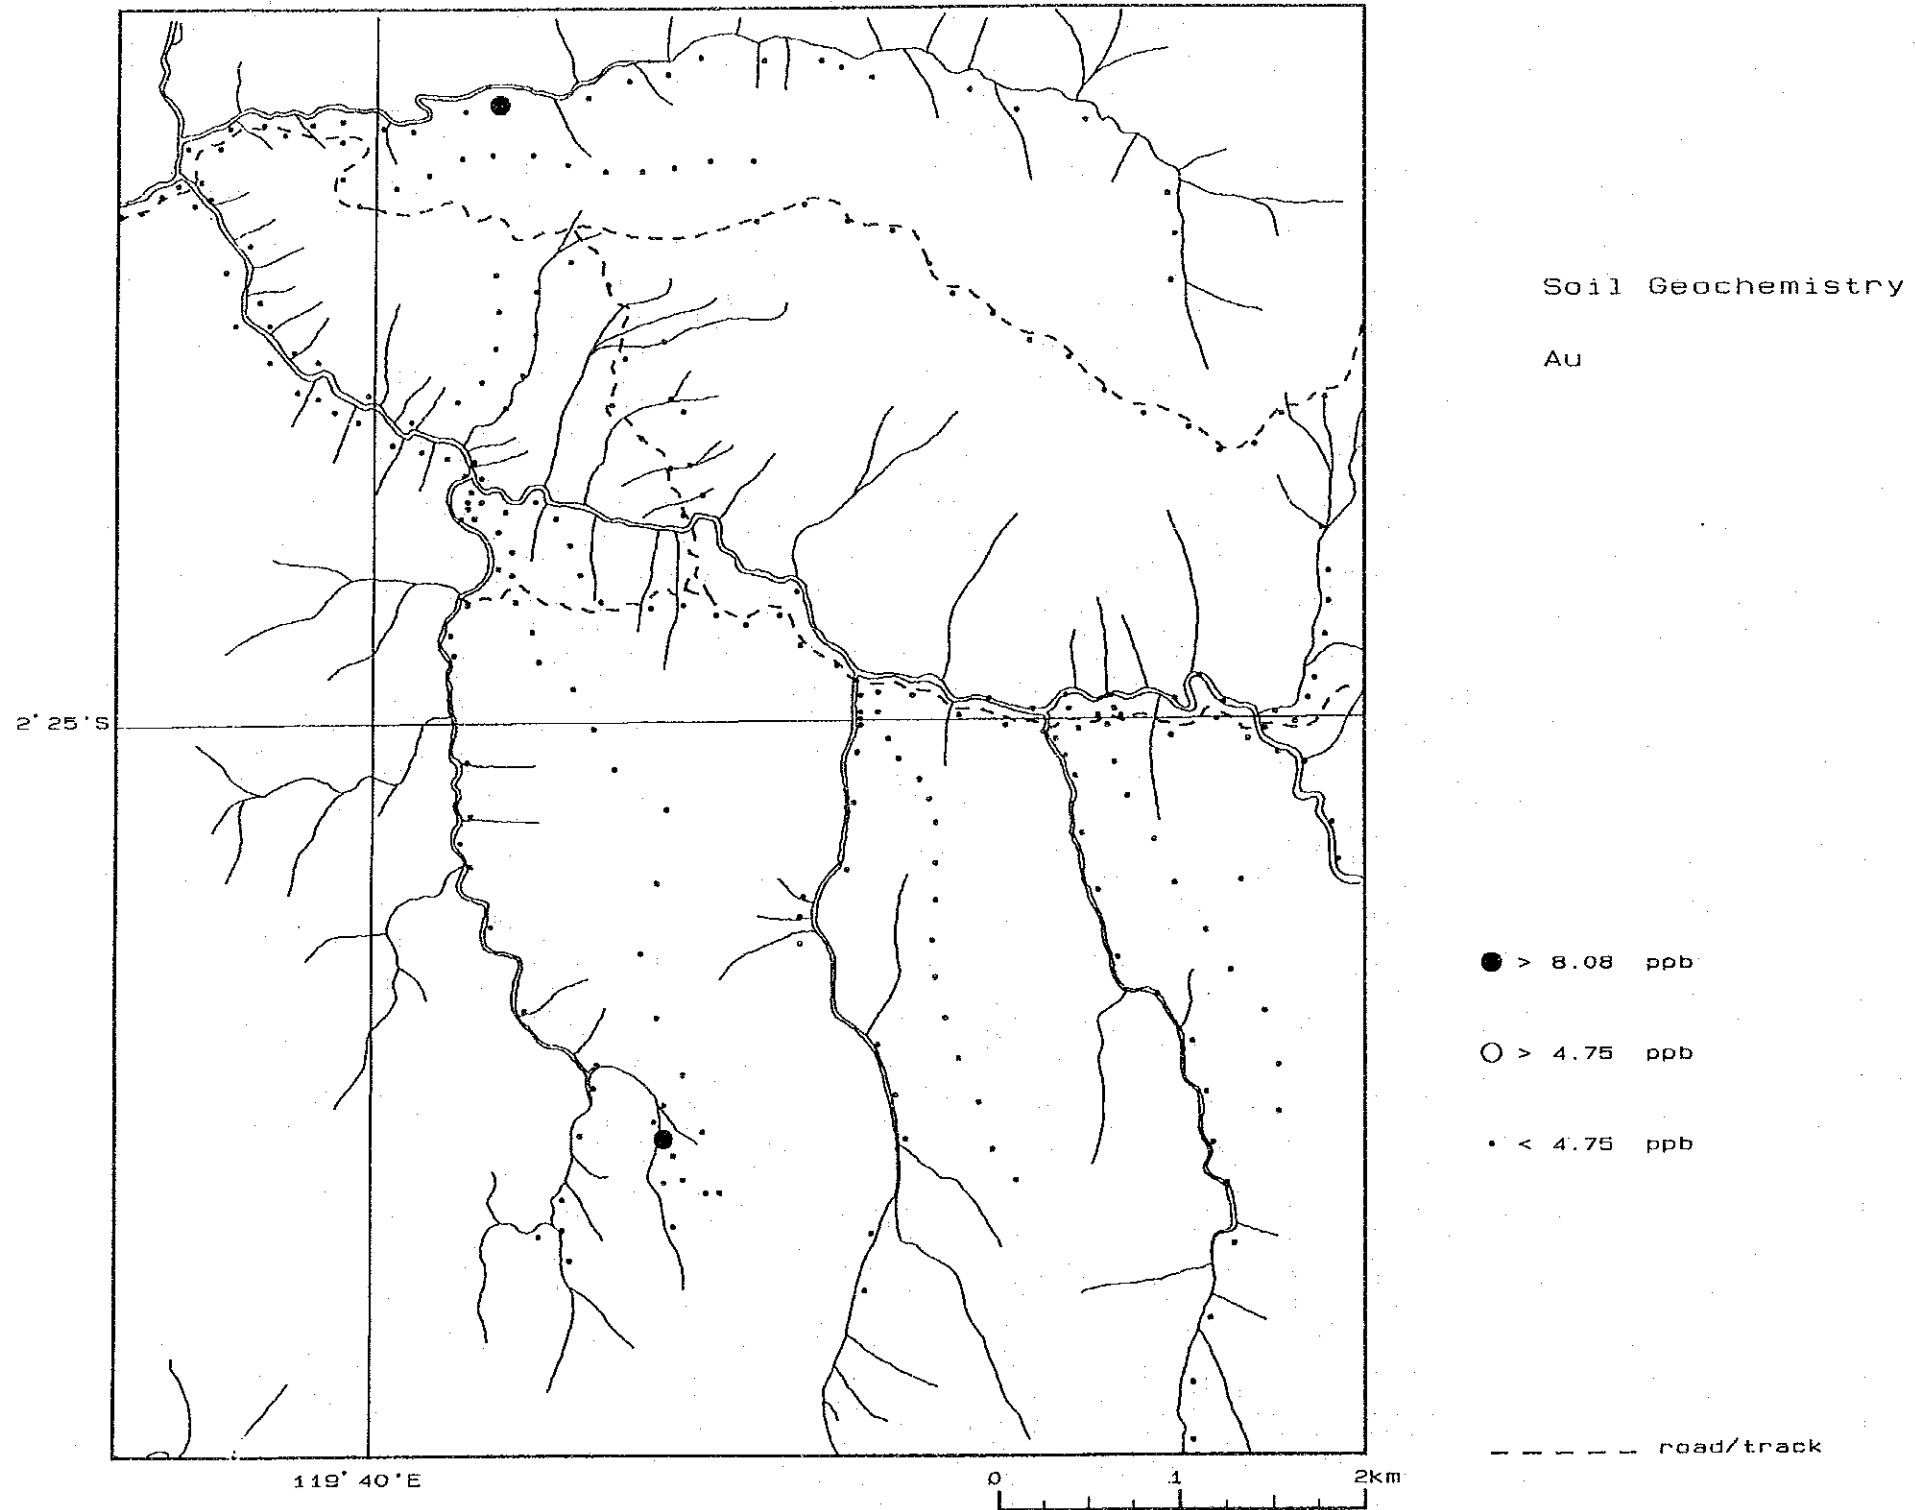 Soil Geochemistry
Au
2°25'S
> 8.08 ppb
> 4.75 ppb
< 4.75 ppb
road/track
119°40'E
0 1 2km